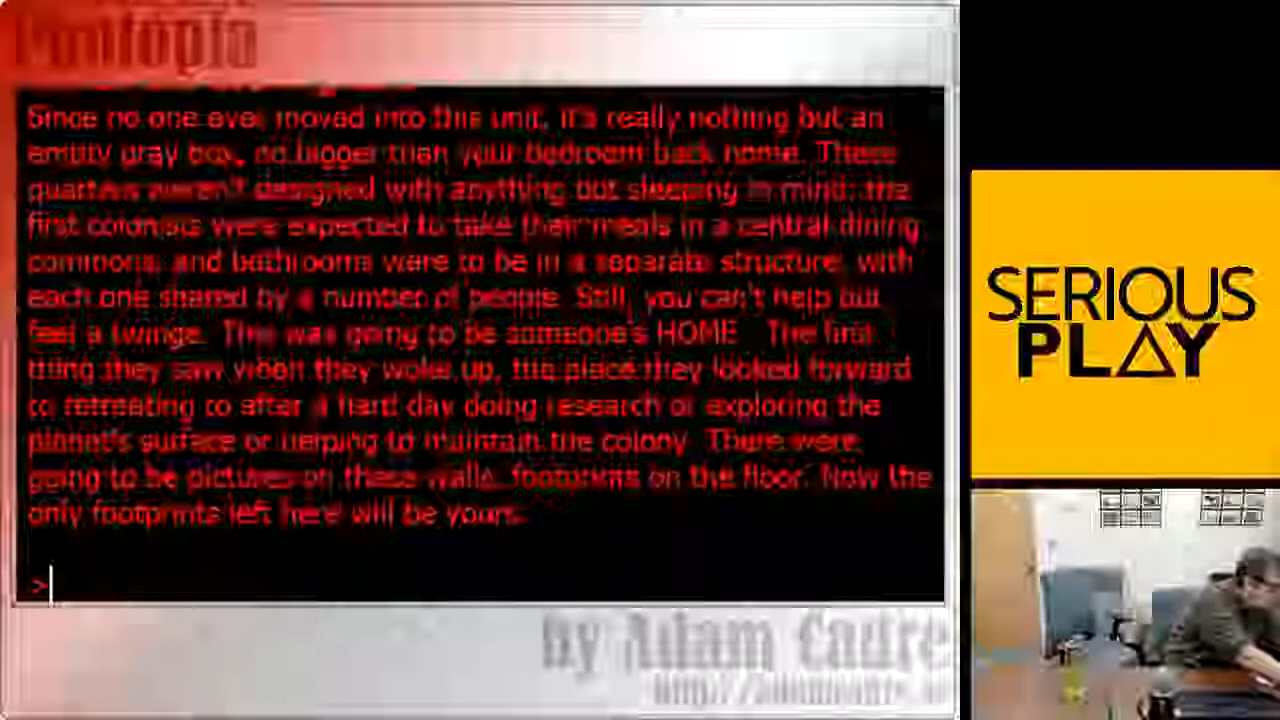 Photopia
Since no one ever moved into this unit, it's really nothing but an
empty gray box, no bigger than your bedroom back home. These
quarters weren't designed with anything but sleeping in mind; the
first colonists were expected to take their meals in a central dining
commons, and bathrooms were to be in a separate structure, with
each one shared by a number of people. Still, you can't help but
feel a twinge. This was going to be someone's HOME. The first
thing they saw when they woke up, the place they looked forward
to retreating to after a hard day doing research or exploring the
planet's surface or helping to maintain the colony. There were
going to be pictures on these walls, footprints on the floor. Now the
only footprints left here will be yours.
>
by Adam Cadre
SERIOUS
PLAY